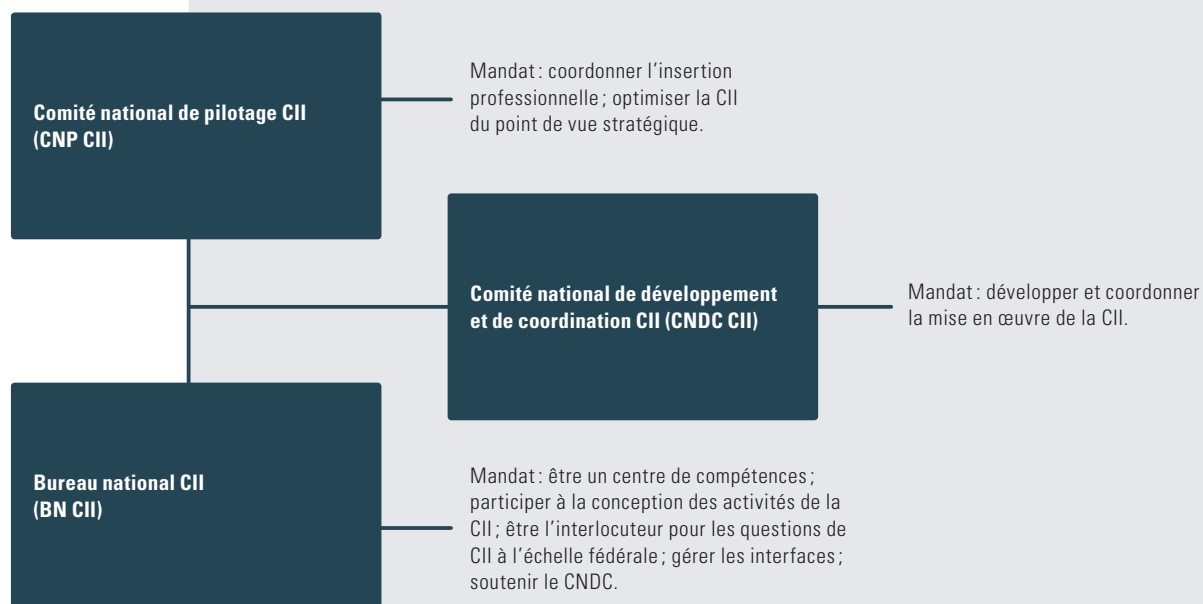 Comité national de pilotage CII
(CNP CII)
Mandat : coordonner l’insertion
professionnelle ; optimiser la CII
du point de vue stratégique.
Comité national de développement
et de coordination CII (CNDC CII)
Mandat : développer et coordonner
la mise en œuvre de la CII.
Bureau national CII
(BN CII)
Mandat : être un centre de compétences ;
participer à la conception des activités de la
CII ; être l’interlocuteur pour les questions de
CII à l’échelle fédérale ; gérer les interfaces ;
soutenir le CNDC.